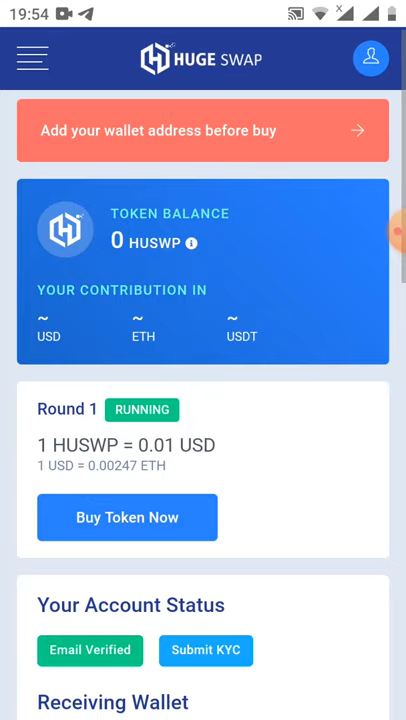 19:54
HUGE SWAP
Add your wallet address before buy
TOKEN BALANCE
0 HUSWP
YOUR CONTRIBUTION IN
~ ~ ~
USD ETH USDT
Round 1 RUNNING
1 HUSWP = 0.01 USD
1 USD = 0.00247 ETH
Buy Token Now
Your Account Status
Email Verified Submit KYC
Receiving Wallet